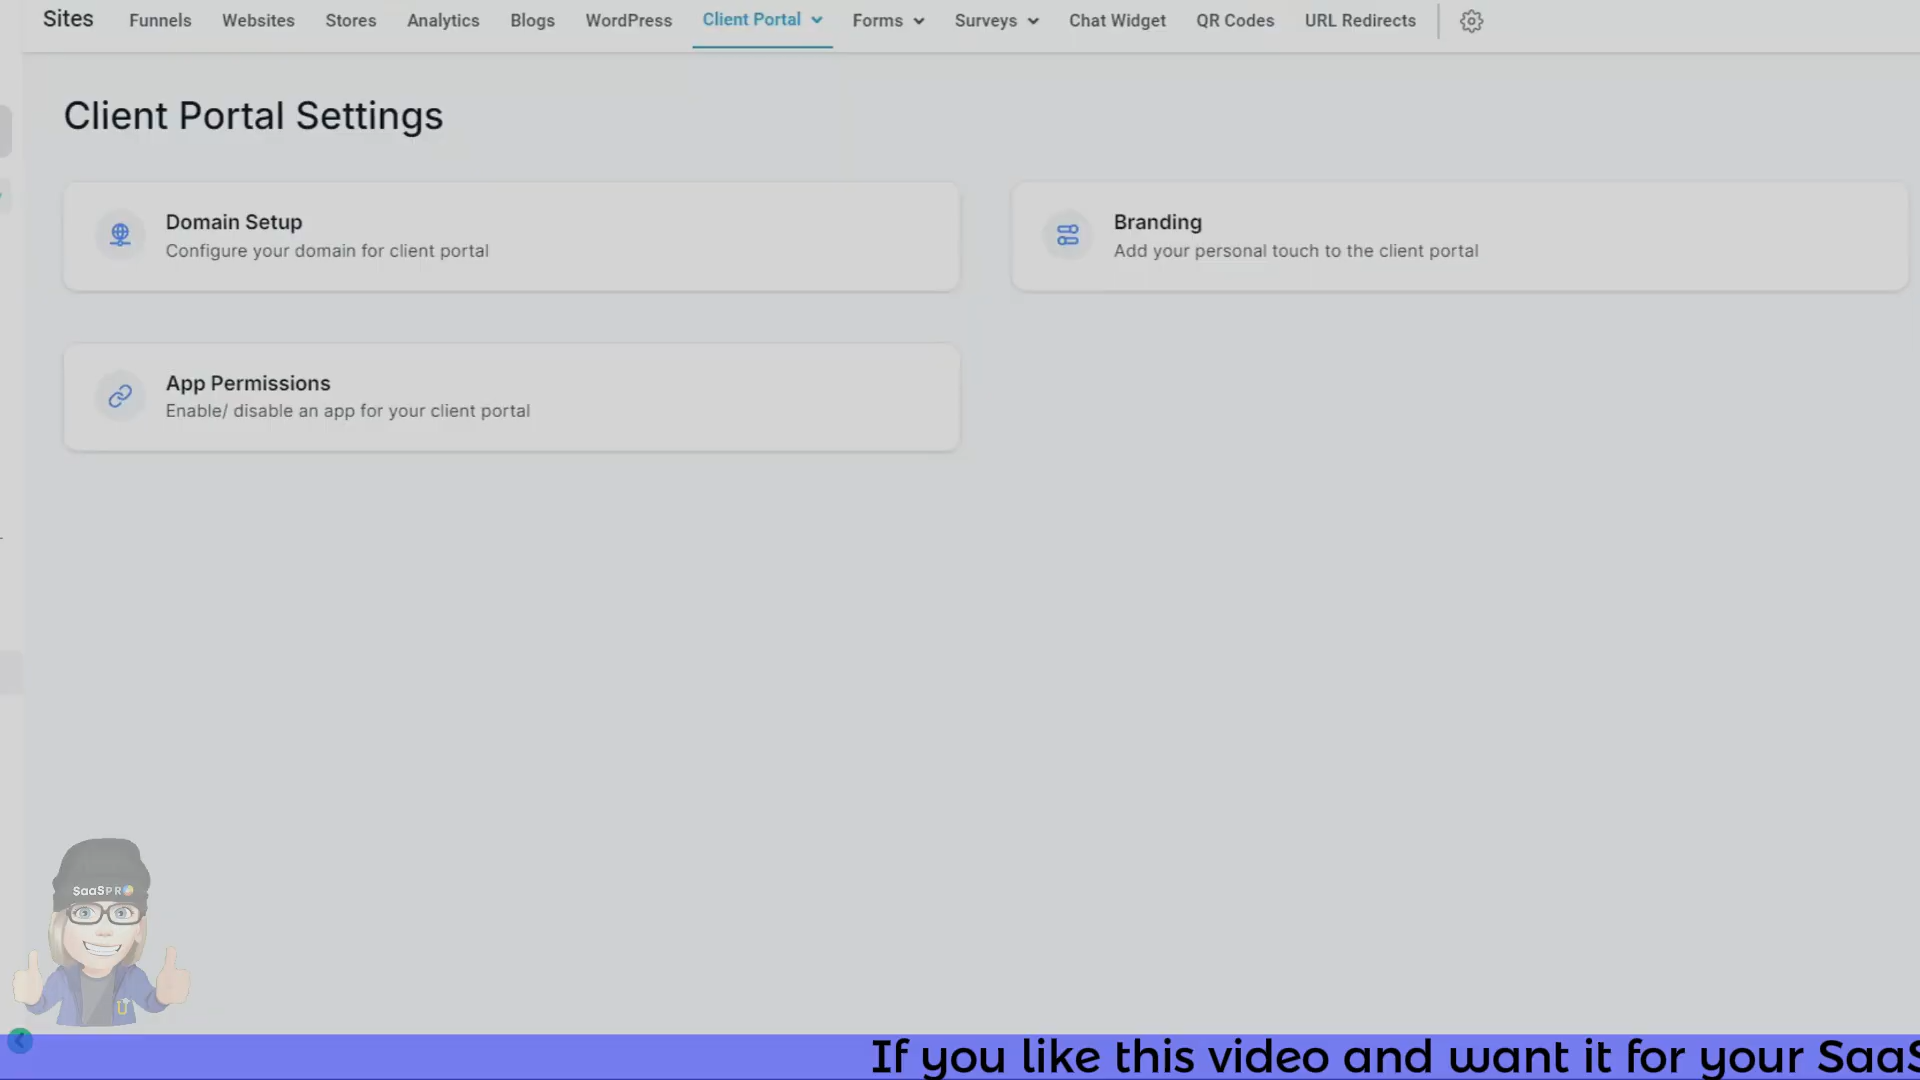 Sites Funnels Websites Stores Analytics Blogs WordPress Client Portal Forms Surveys Chat Widget QR Codes URL Redirects
Client Portal Settings
Domain Setup
Configure your domain for client portal
Branding
Add your personal touch to the client portal
App Permissions
Enable/ disable an app for your client portal
SaaSPRO
U
If you like this video and want it for your SaaS